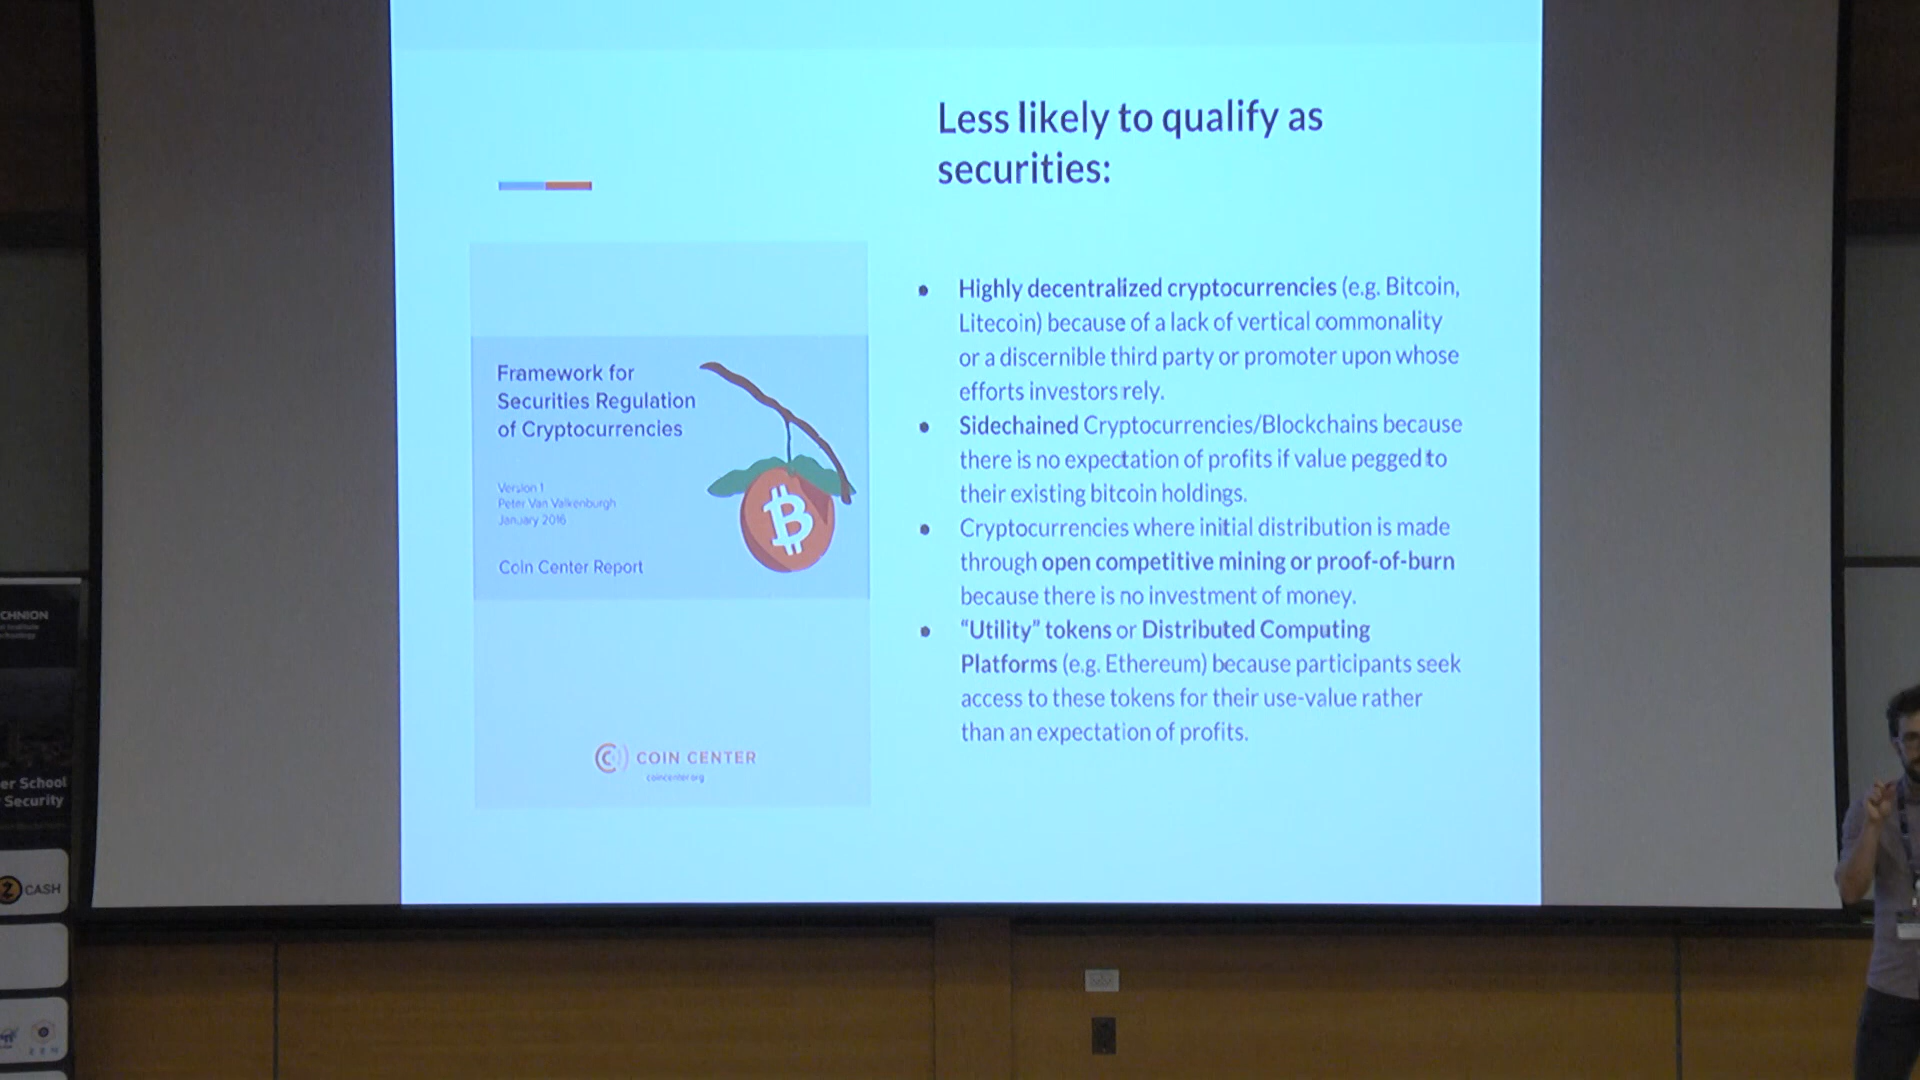 Less likely to qualify as
securities:
Framework for
Securities Regulation
of Cryptocurrencies
Version 1
Peter Van Valkenburgh
January 2016
Coin Center Report
COIN CENTER
coincenter.org
Highly decentralized cryptocurrencies (e.g. Bitcoin,
Litecoin) because of a lack of vertical commonality
or a discernible third party or promoter upon whose
efforts investors rely.
Sidechained Cryptocurrencies/Blockchains because
there is no expectation of profits if value pegged to
their existing bitcoin holdings.
Cryptocurrencies where initial distribution is made
through open competitive mining or proof-of-burn
because there is no investment of money.
“Utility” tokens or Distributed Computing
Platforms (e.g. Ethereum) because participants seek
access to these tokens for their use-value rather
than an expectation of profits.
CHNION
er School
Security
CASH